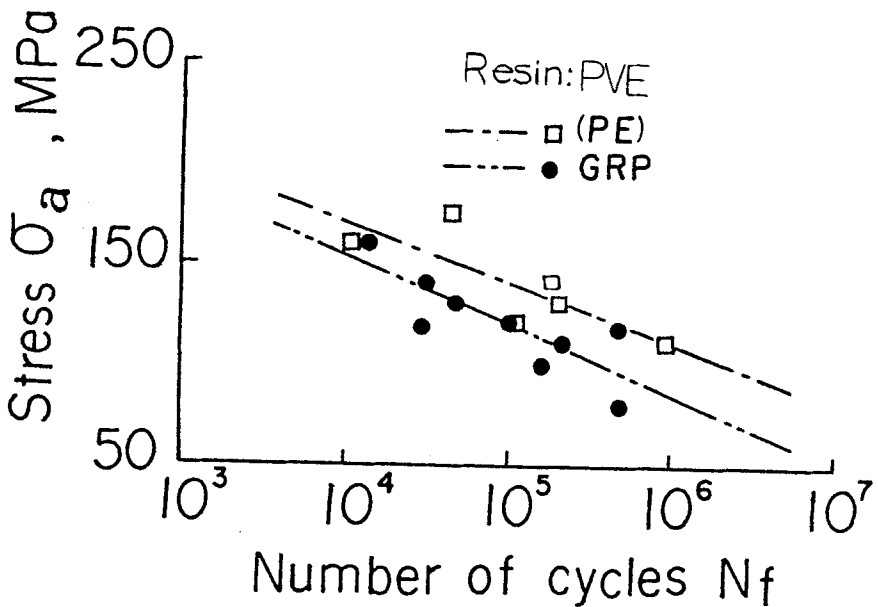 Stress σa , MPa
250
150
50
Resin: PVE
(PE)
GRP
10³ 10⁴ 10⁵ 10⁶ 10⁷
Number of cycles Nf